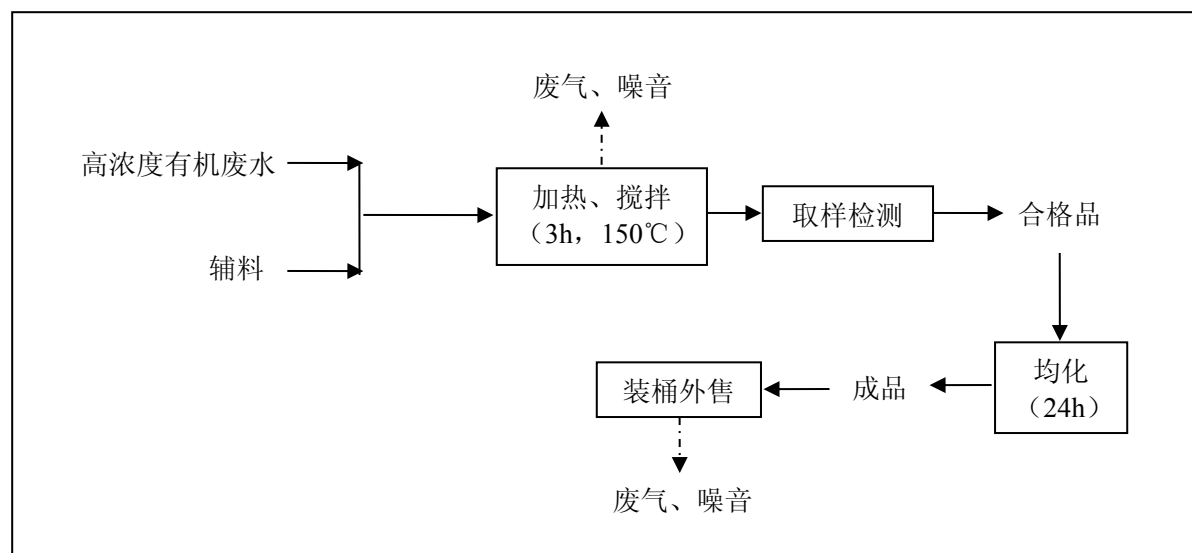 废气、噪音
高浓度有机废水
辅料
加热、搅拌
（3h，150℃）
取样检测
合格品
均化
（24h）
成品
装桶外售
废气、噪音